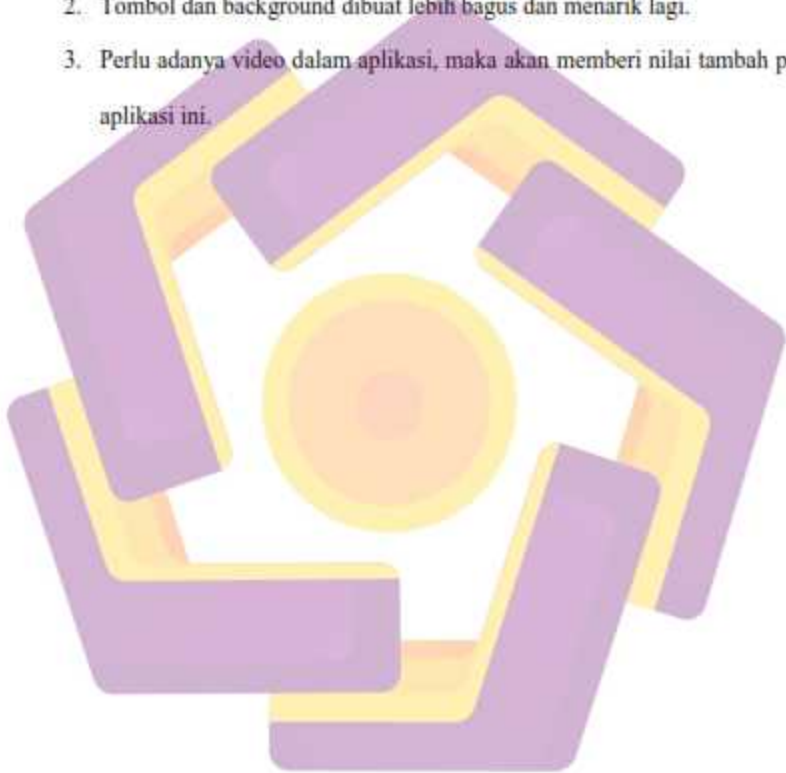 2. Tombol dan background dibuat lebih bagus dan menarik lagi.
3. Perlu adanya video dalam aplikasi, maka akan memberi nilai tambah
aplikasi ini.